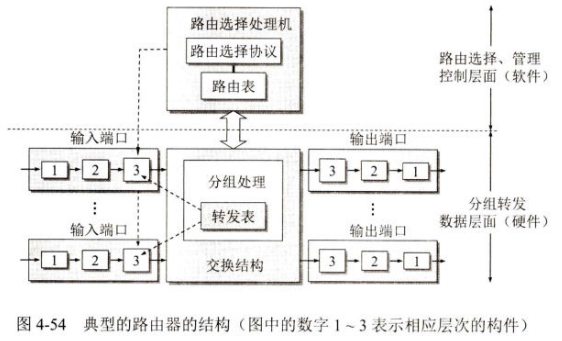 路由选择处理机
路由选择协议
路由表
路由选择、管理
控制层面（软件）
输入端口
1
2
3
分组处理
转发表
交换结构
输出端口
3
2
1
⋮
⋮
输入端口
1
2
3
输出端口
3
2
1
分组转发
数据层面（硬件）
图 4-54 典型的路由器的结构（图中的数字 1 ~ 3 表示相应层次的构件）